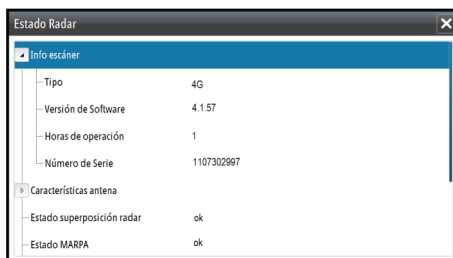 Estado Radar
Info escáner
Tipo 4G
Versión de Software 4.1.57
Horas de operación 1
Número de Serie 1107302997
Características antena
Estado superposición radar ok
Estado MARPA ok